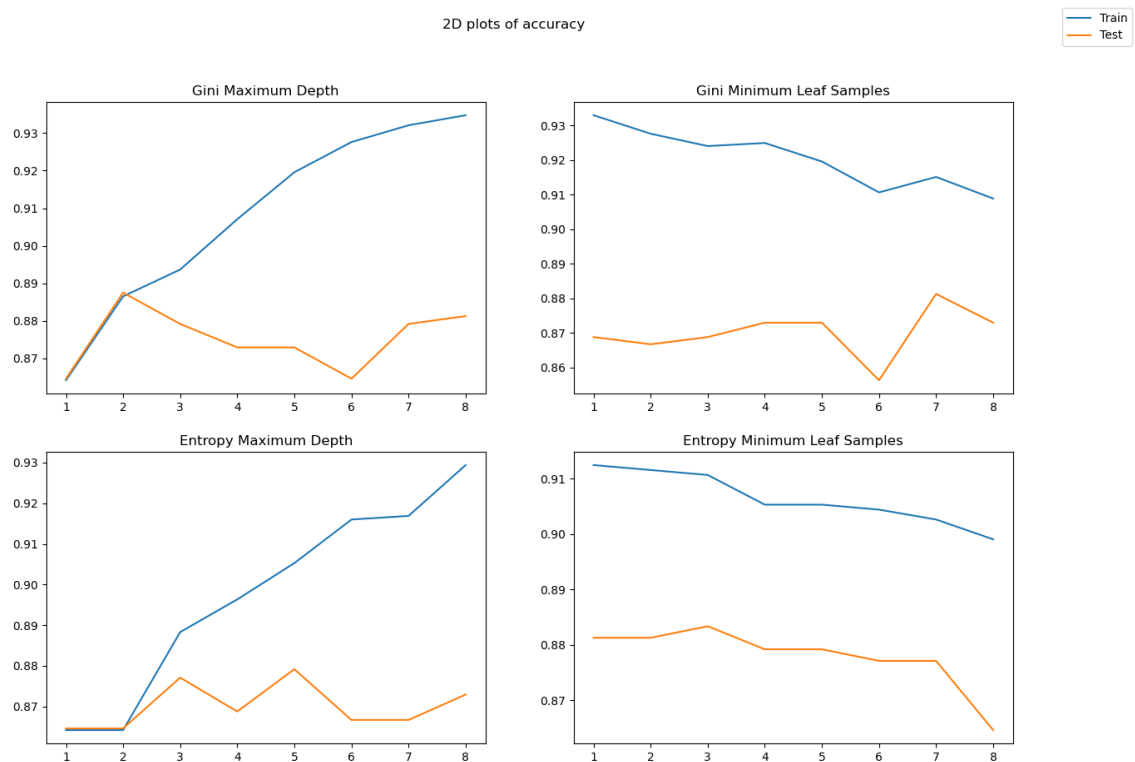 2D plots of accuracy
Train
Test
Gini Maximum Depth
0.93
0.92
0.91
0.90
0.89
0.88
0.87
1 2 3 4 5 6 7 8
Gini Minimum Leaf Samples
0.93
0.92
0.91
0.90
0.89
0.88
0.87
0.86
1 2 3 4 5 6 7 8
Entropy Maximum Depth
0.93
0.92
0.91
0.90
0.89
0.88
0.87
1 2 3 4 5 6 7 8
Entropy Minimum Leaf Samples
0.91
0.90
0.89
0.88
0.87
1 2 3 4 5 6 7 8